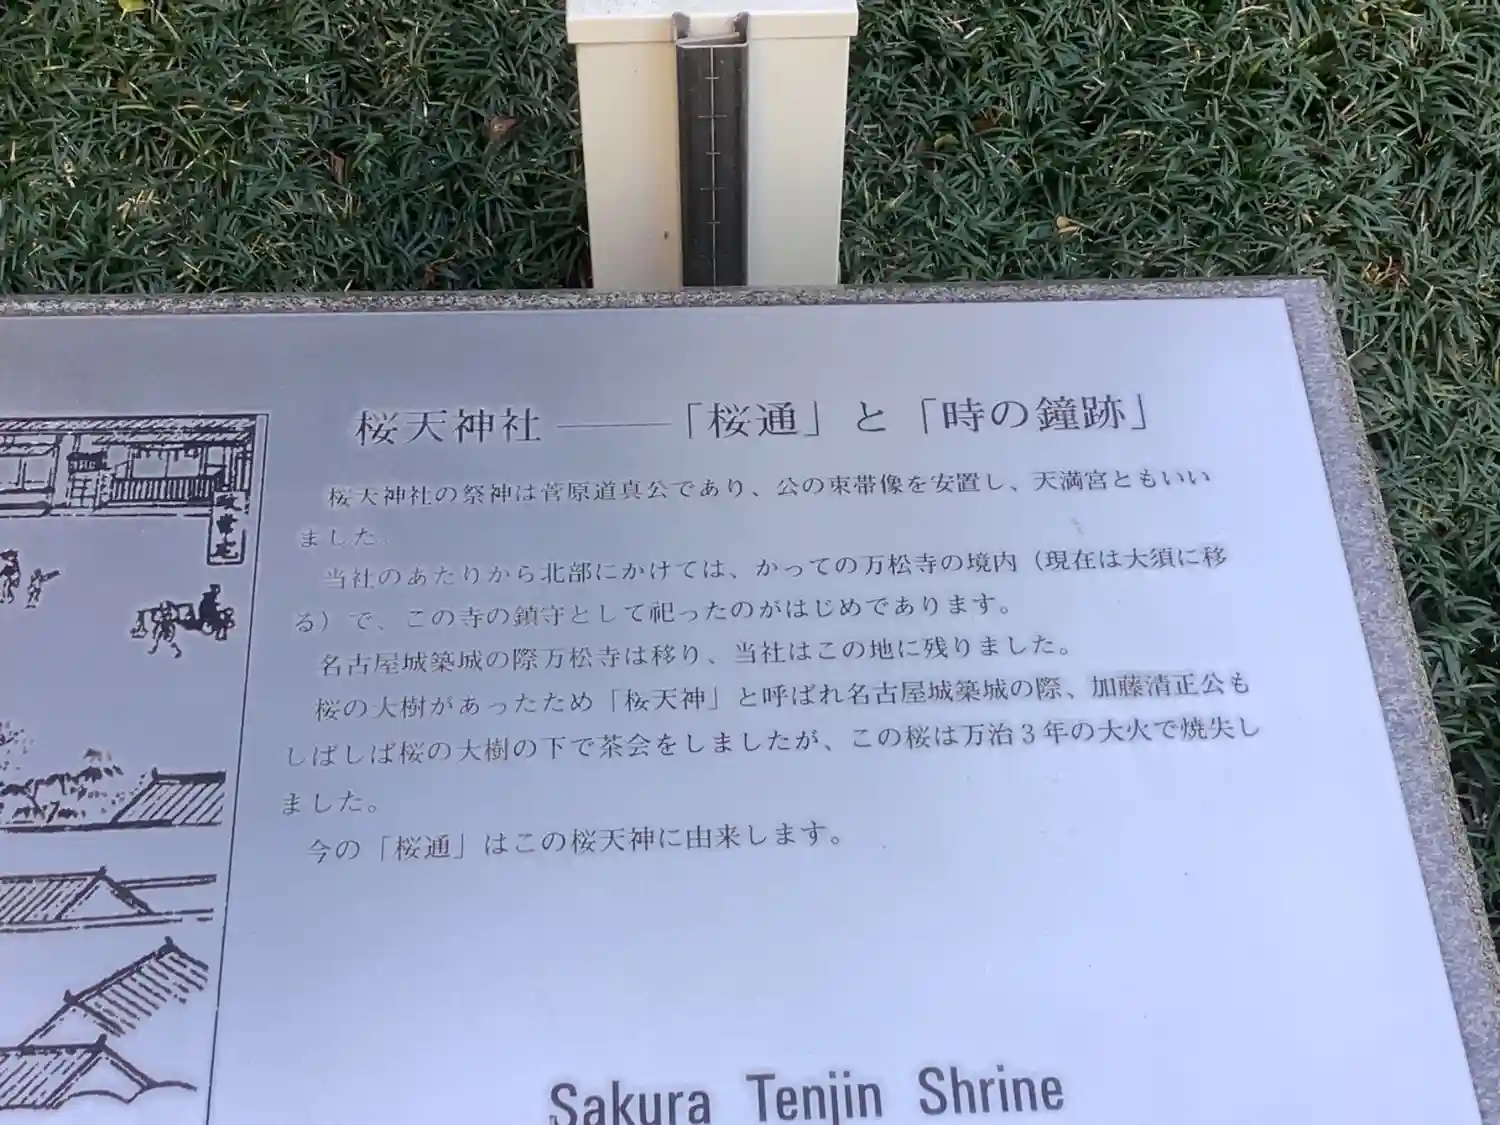 桜天神社――「桜通」と「時の鐘跡」
桜天神社の祭神は菅原道真公であり、公の束帯像を安置し、天満宮ともいい
ました。
当社のあたりから北部にかけては、かっての万松寺の境内（現在は大須に移
る）で、この寺の鎮守として祀ったのがはじめであります。
名古屋城築城の際万松寺は移り、当社はこの地に残りました。
桜の大樹があったため「桜天神」と呼ばれ名古屋城築城の際、加藤清正公も
しばしば桜の大樹の下で茶会をしましたが、この桜は万治3年の大火で焼失し
ました。
今の「桜通」はこの桜天神に由来します。
Sakura Tenjin Shrine